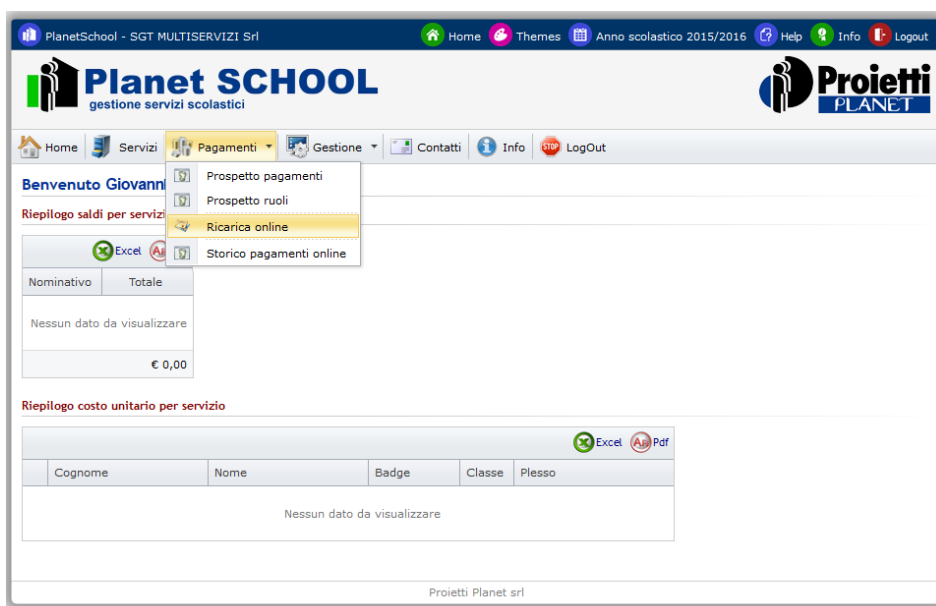 PlanetSchool - SGT MULTISERVIZI Srl Home Themes Anno scolastico 2015/2016 Help Info Logout
Planet SCHOOL
gestione servizi scolastici
Proietti
PLANET
Home Servizi Pagamenti Gestione Contatti Info STOP LogOut
Prospetto pagamenti
Benvenuto Giovann
Prospetto ruoli
Riepilogo saldi per servizi
Ricarica online
Excel
Storico pagamenti online
Nominativo Totale
Nessun dato da visualizzare
€ 0,00
Riepilogo costo unitario per servizio
Excel Pdf
Cognome Nome Badge Classe Plesso
Nessun dato da visualizzare
Proietti Planet srl